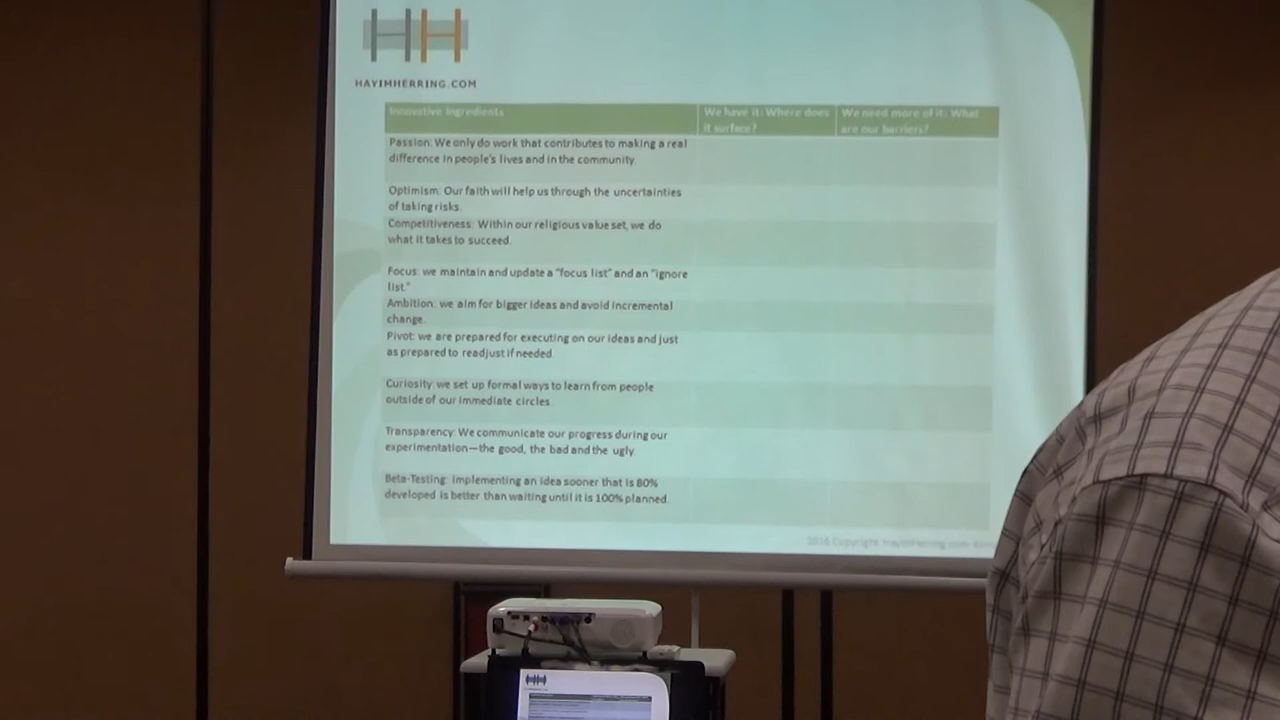 HH
HAYIMHERRING.COM
Innovative Ingredients
We have it: Where does
it surface?
We need more of it: What
are our barriers?
Passion: We only do work that contributes to making a real
difference in people's lives and in the community.
Optimism: Our faith will help us through the uncertainties
of taking risks.
Competitiveness: Within our religious value set, we do
what it takes to succeed.
Focus: we maintain and update a "focus list" and an "ignore
list."
Ambition: we aim for bigger ideas and avoid incremental
change.
Pivot: we are prepared for executing on our ideas and just
as prepared to readjust if needed.
Curiosity: we set up formal ways to learn from people
outside of our immediate circles.
Transparency: We communicate our progress during our
experimentation—the good, the bad and the ugly
Beta-Testing: Implementing an idea sooner that is 80%
developed is better than waiting until it is 100% planned.
Copyright HayimHerring.com
HH